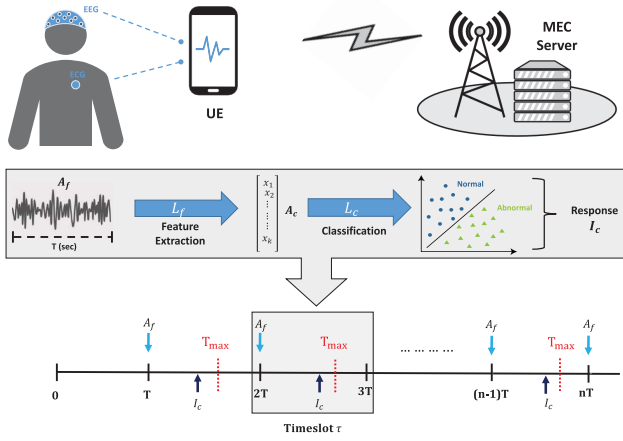 EEG
ECG
UE
MEC
Server
A_f
T (sec)
L_f
Feature
Extraction
x_1
x_2
⋮
⋮
x_k
A_c
L_c
Classification
Normal
Abnormal
Response
I_c
A_f
T_max
A_f
T_max
... ... ... ...
A_f
T_max
A_f
0
T
I_c
2T
I_c
3T
(n-1)T
I_c
nT
Timeslot τ